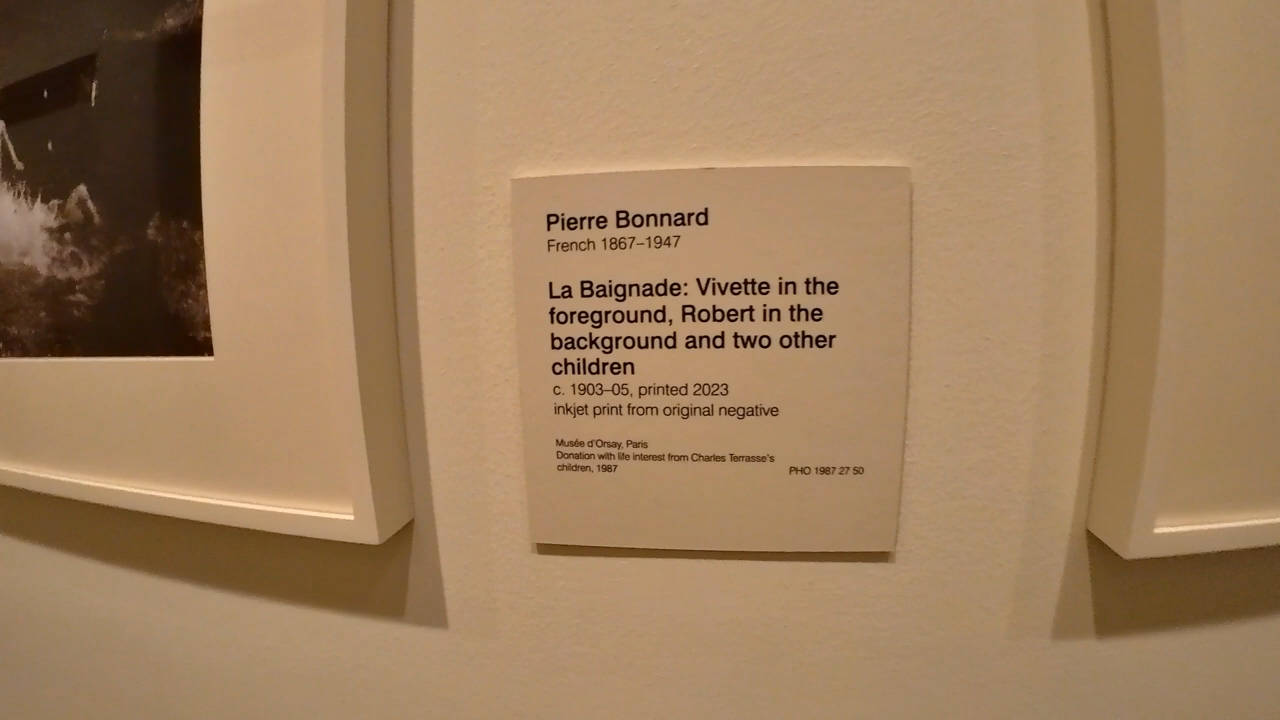 Pierre Bonnard
French 1867–1947
La Baignade: Vivette in the
foreground, Robert in the
background and two other
children
c. 1903–05, printed 2023
inkjet print from original negative
Musée d'Orsay, Paris
Donation with life interest from Charles Terrasse's
children, 1987
PHO 1987 27 50